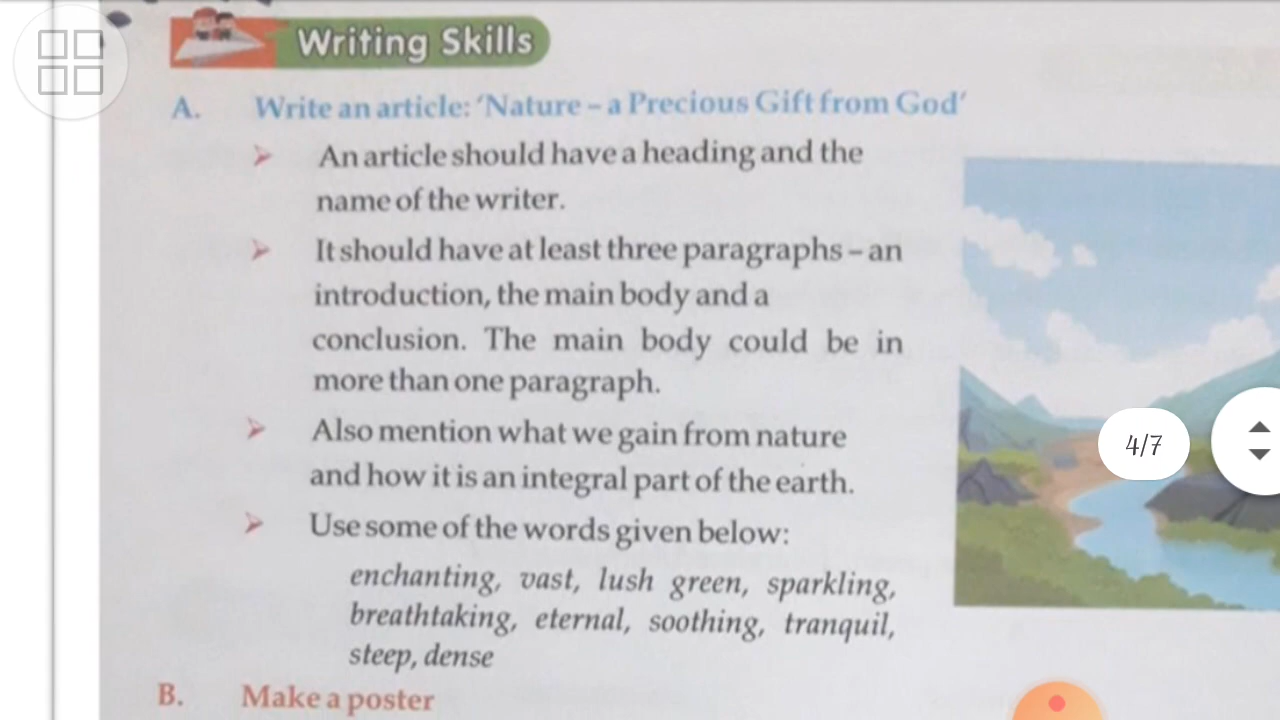 Writing Skills
A. Write an article: 'Nature – a Precious Gift from God'
➤ An article should have a heading and the
name of the writer.
➤ It should have at least three paragraphs – an
introduction, the main body and a
conclusion. The main body could be in
more than one paragraph.
➤ Also mention what we gain from nature
and how it is an integral part of the earth.
➤ Use some of the words given below:
enchanting, vast, lush green, sparkling,
breathtaking, eternal, soothing, tranquil,
steep, dense
4/7
B. Make a poster